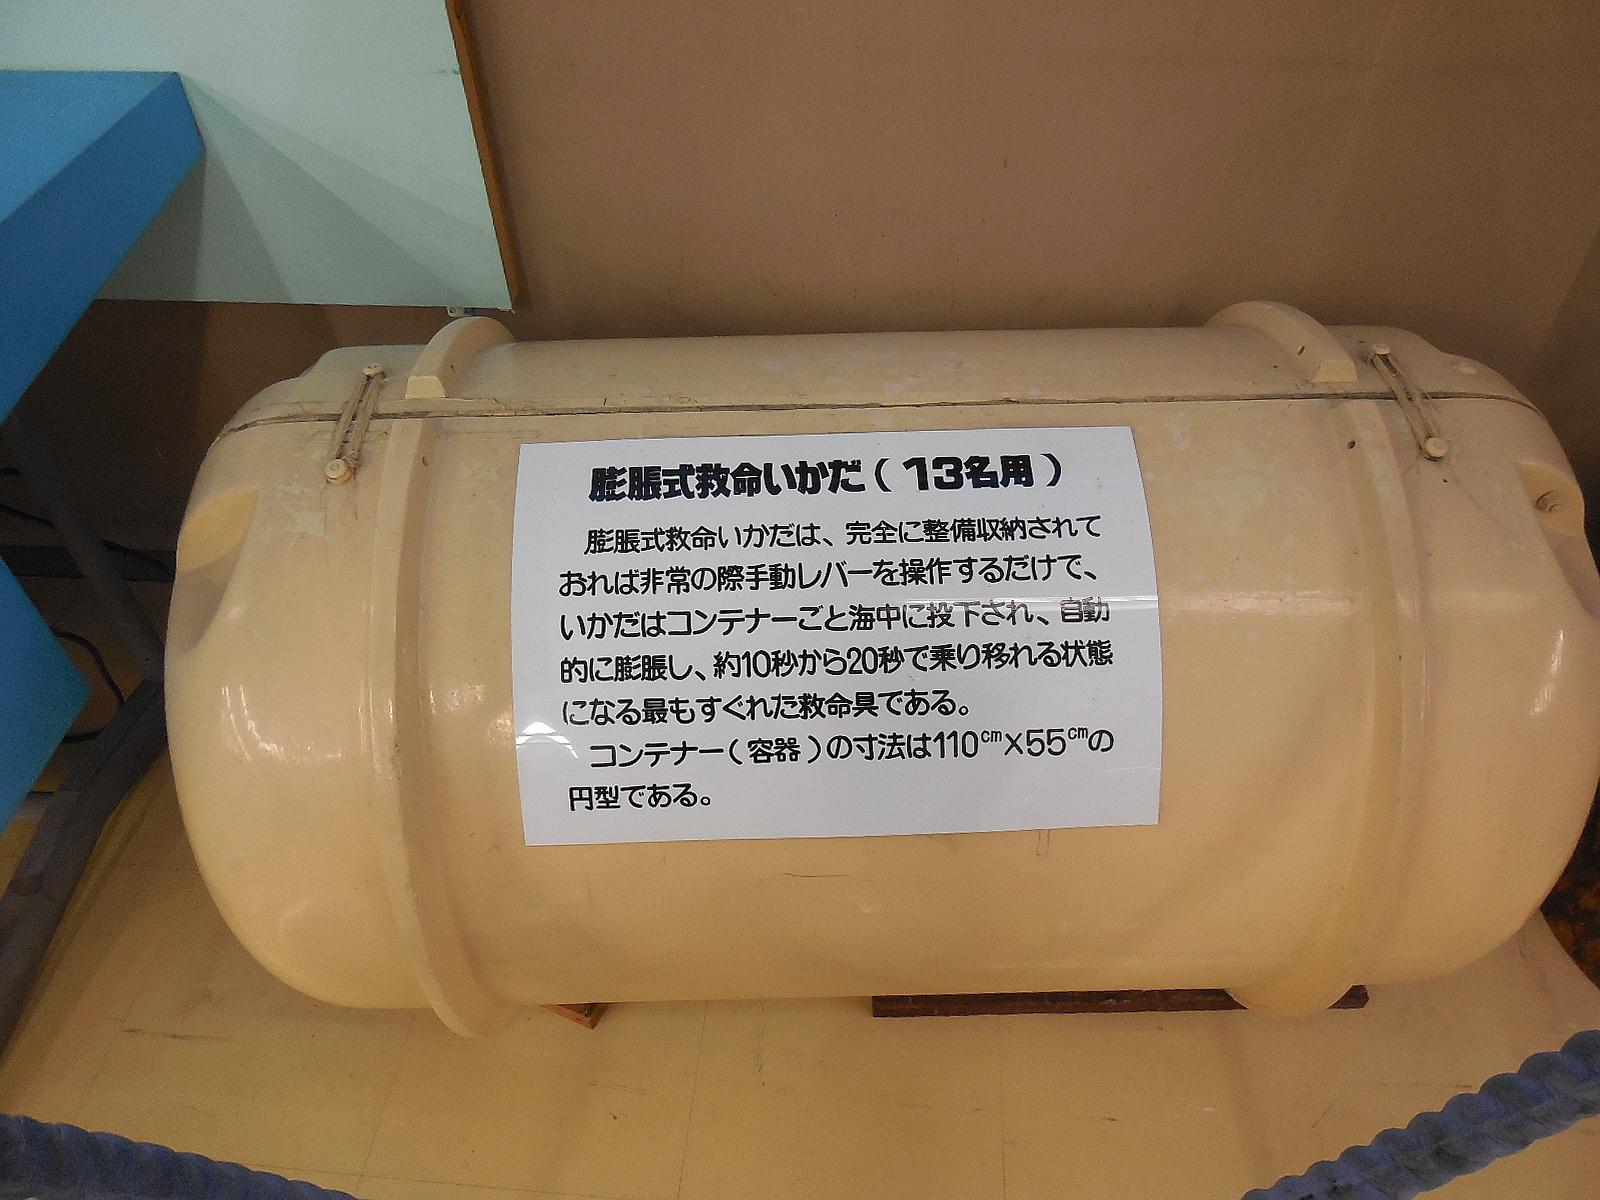 膨脹式救命いかだ（13名用）
膨脹式救命いかだは、完全に整備収納されて
おれば非常の際手動レバーを操作するだけで、
いかだはコンテナーごと海中に投下され、自動
的に膨脹し、約10秒から20秒で乗り移れる状態
になる最もすぐれた救命具である。
コンテナー（容器）の寸法は110cm×55cmの
円型である。